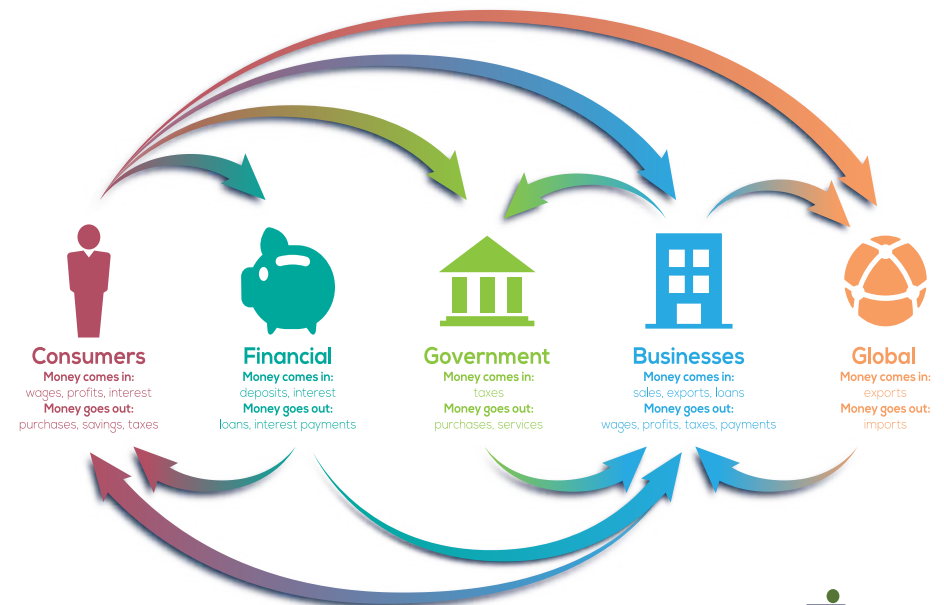 Consumers
Money comes in:
wages, profits, interest
Money goes out:
purchases, savings, taxes
Financial
Money comes in:
deposits, interest
Money goes out:
loans, interest payments
Government
Money comes in:
taxes
Money goes out:
purchases, services
Businesses
Money comes in:
sales, exports, loans
Money goes out:
wages, profits, taxes, payments
Global
Money comes in:
exports
Money goes out:
imports